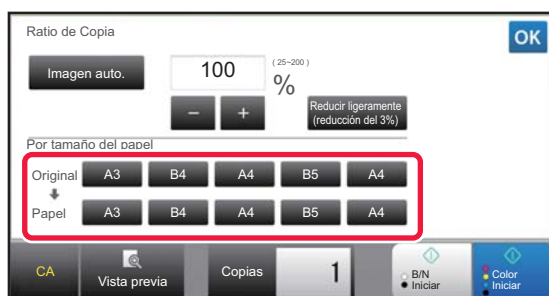 Ratio de Copia
OK
Imagen auto.
100
(25~200)
%
－
＋
Reducir ligeramente
(reducción del 3%)
Por tamaño del papel
Original A3 B4 A4 B5 A4
Papel A3 B4 A4 B5 A4
CA
Vista previa
Copias
1
B/N
Iniciar
Color
Iniciar